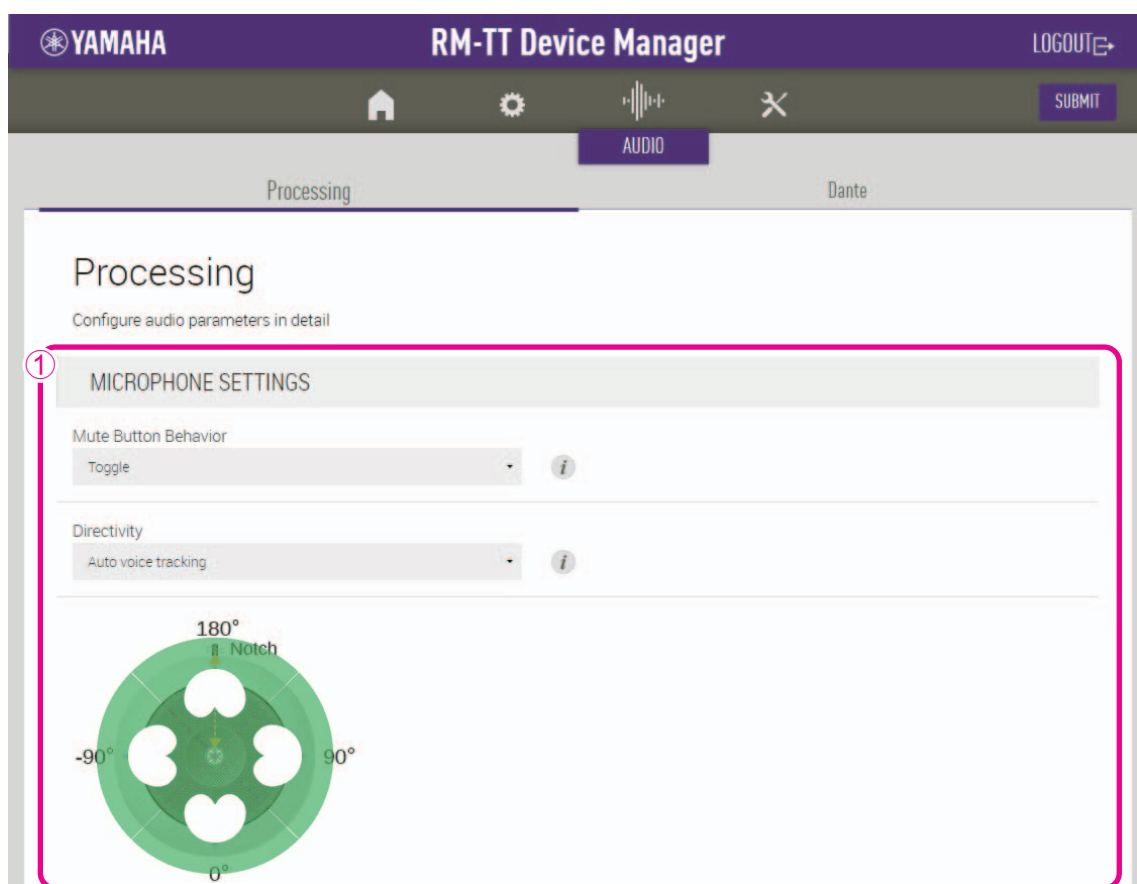 YAMAHA RM-TT Device Manager LOGOUT
SUBMIT
AUDIO
Processing Dante
Processing
Configure audio parameters in detail
①
MICROPHONE SETTINGS
Mute Button Behavior
Toggle i
Directivity
Auto voice tracking i
180°
Notch
-90° 90°
0°